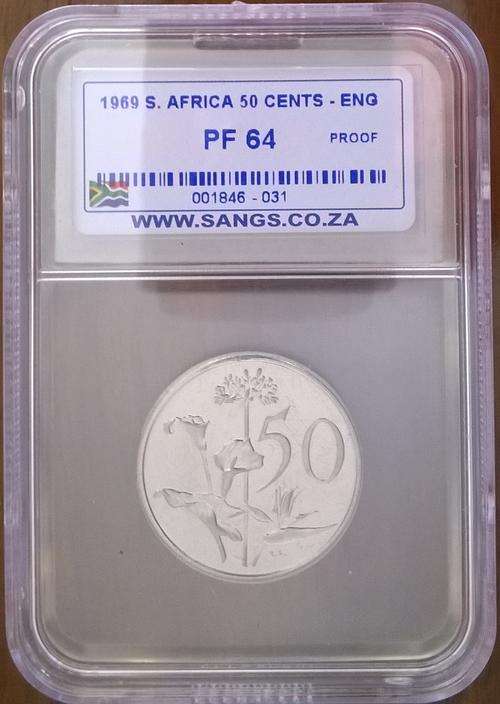 1969 S. AFRICA 50 CENTS - ENG
PF 64 PROOF
001846 - 031
WWW.SANGS.CO.ZA
50